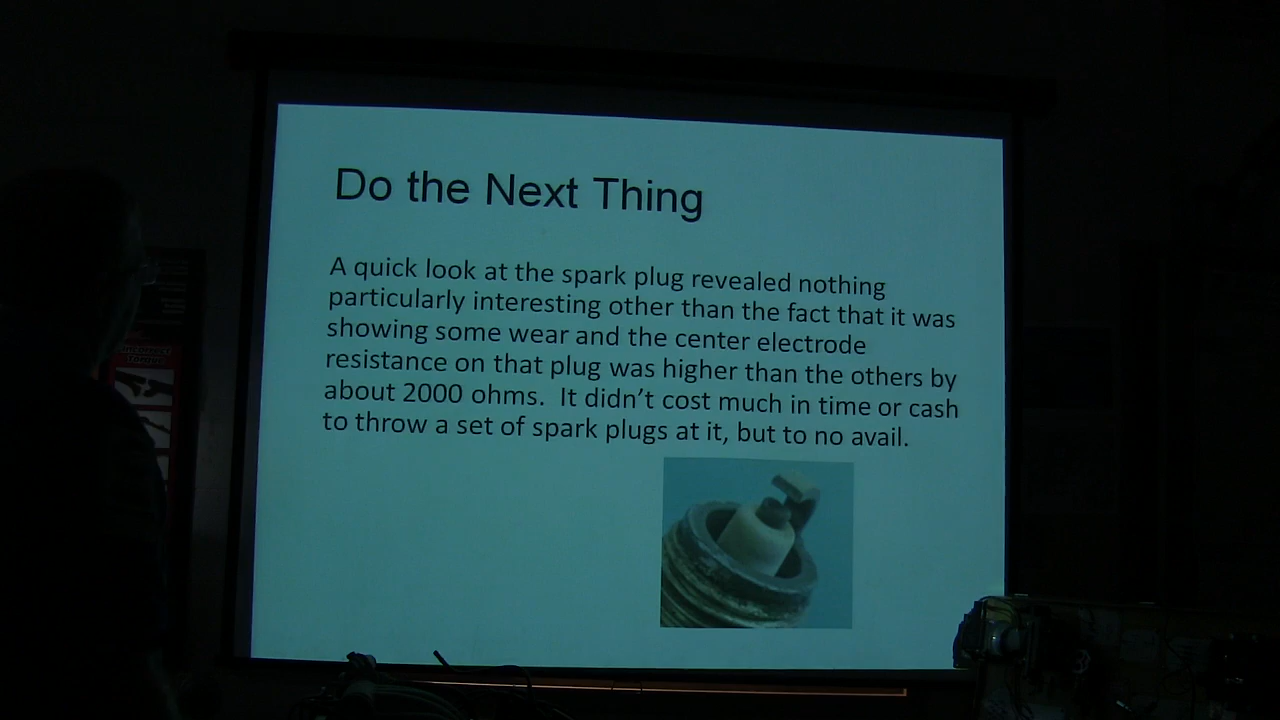 Do the Next Thing
A quick look at the spark plug revealed nothing
particularly interesting other than the fact that it was
showing some wear and the center electrode
resistance on that plug was higher than the others by
about 2000 ohms.  It didn’t cost much in time or cash
to throw a set of spark plugs at it, but to no avail.
INCORRECT
TORQUE